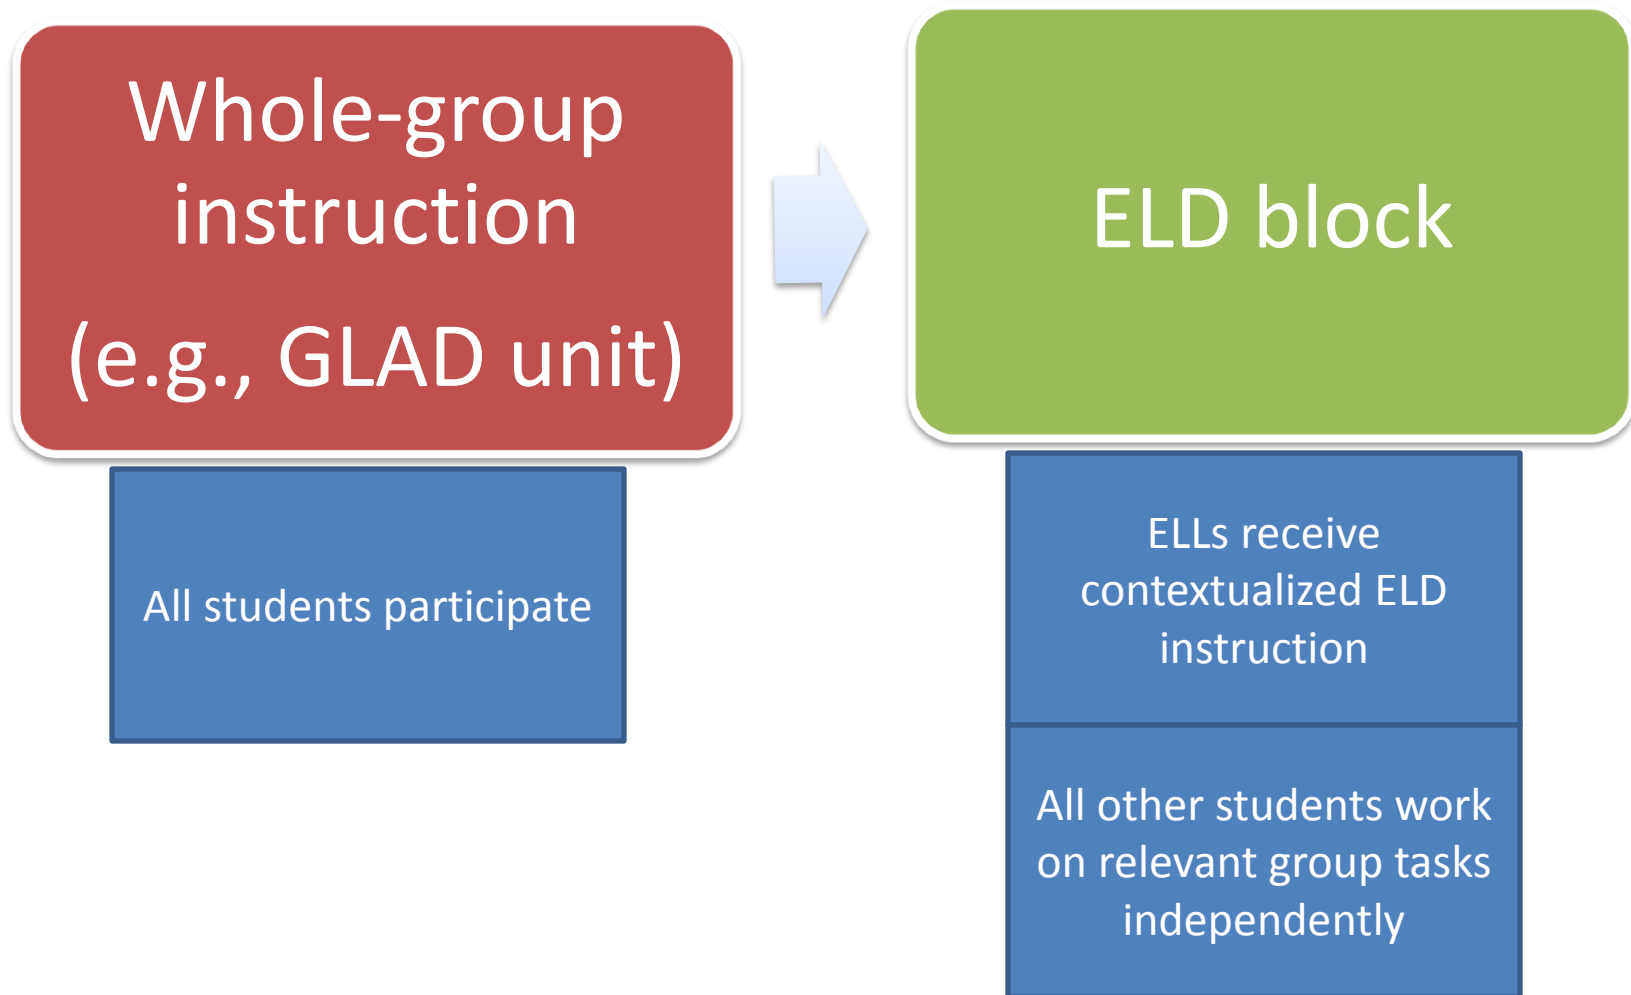 Whole-group
instruction
(e.g., GLAD unit)
All students participate
ELD block
ELLs receive
contextualized ELD
instruction
All other students work
on relevant group tasks
independently